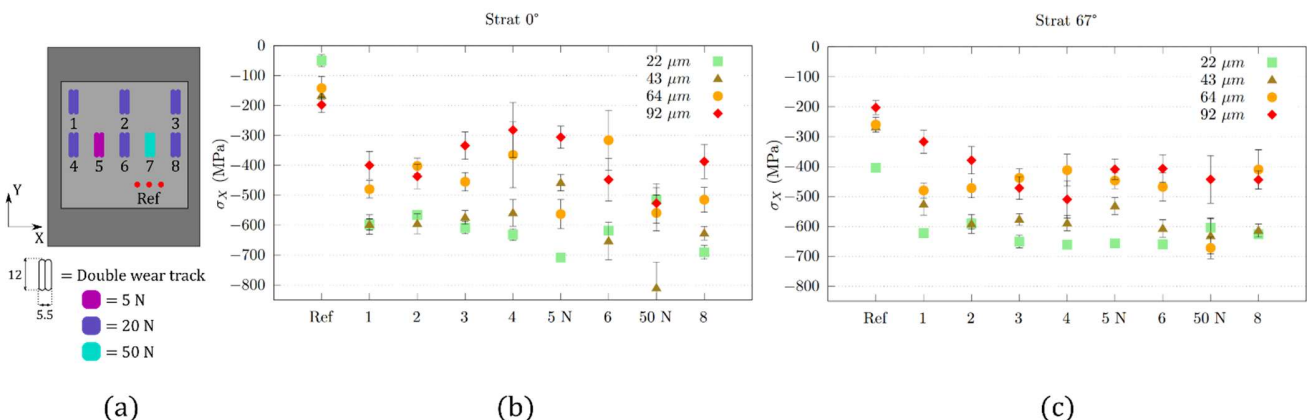 1 2 3
4 5 6 7 8
Ref
Y
X
12
5.5
= Double wear track
= 5 N
= 20 N
= 50 N
(a)
Strat 0°
22 μm
43 μm
64 μm
92 μm
0
−100
−200
−300
−400
−500
−600
−700
−800
σX (MPa)
Ref 1 2 3 4 5 N 6 50 N 8
(b)
Strat 67°
22 μm
43 μm
64 μm
92 μm
0
−100
−200
−300
−400
−500
−600
−700
−800
σX (MPa)
Ref 1 2 3 4 5 N 6 50 N 8
(c)